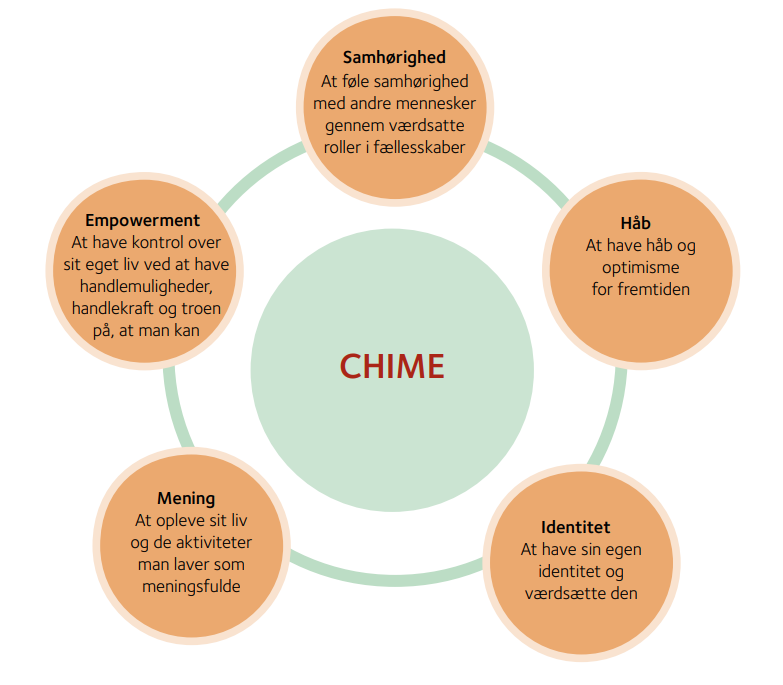 Samhørighed
At føle samhørighed
med andre mennesker
gennem værdsatte
roller i fællesskaber
Håb
At have håb og
optimisme
for fremtiden
Identitet
At have sin egen
identitet og
værdsætte den
Mening
At opleve sit liv
og de aktiviteter
man laver som
meningsfulde
Empowerment
At have kontrol over
sit eget liv ved at have
handlemuligheder,
handlekraft og troen
på, at man kan
CHIME